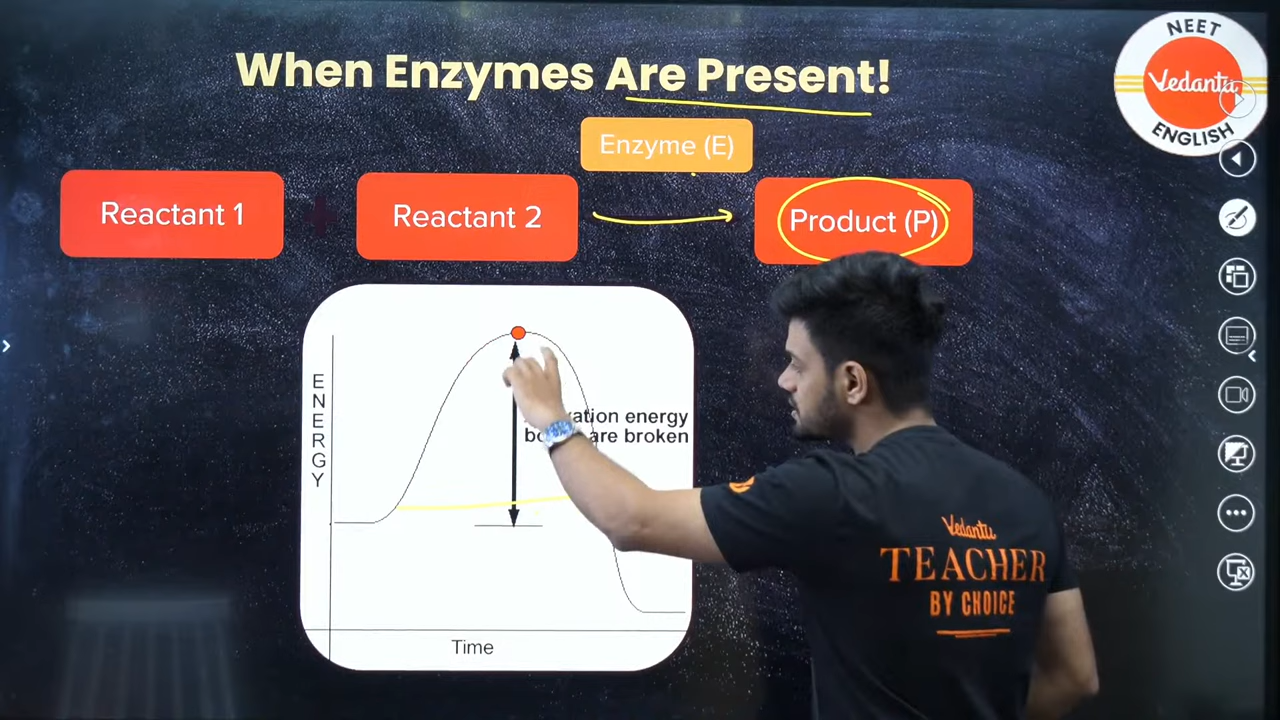 When Enzymes Are Present!
NEET
Vedantu
ENGLISH
Enzyme (E)
Reactant 1
+
Reactant 2
Product (P)
ENERGY
energy
are broken
Time
Vedantu
TEACHER
BY CHOICE